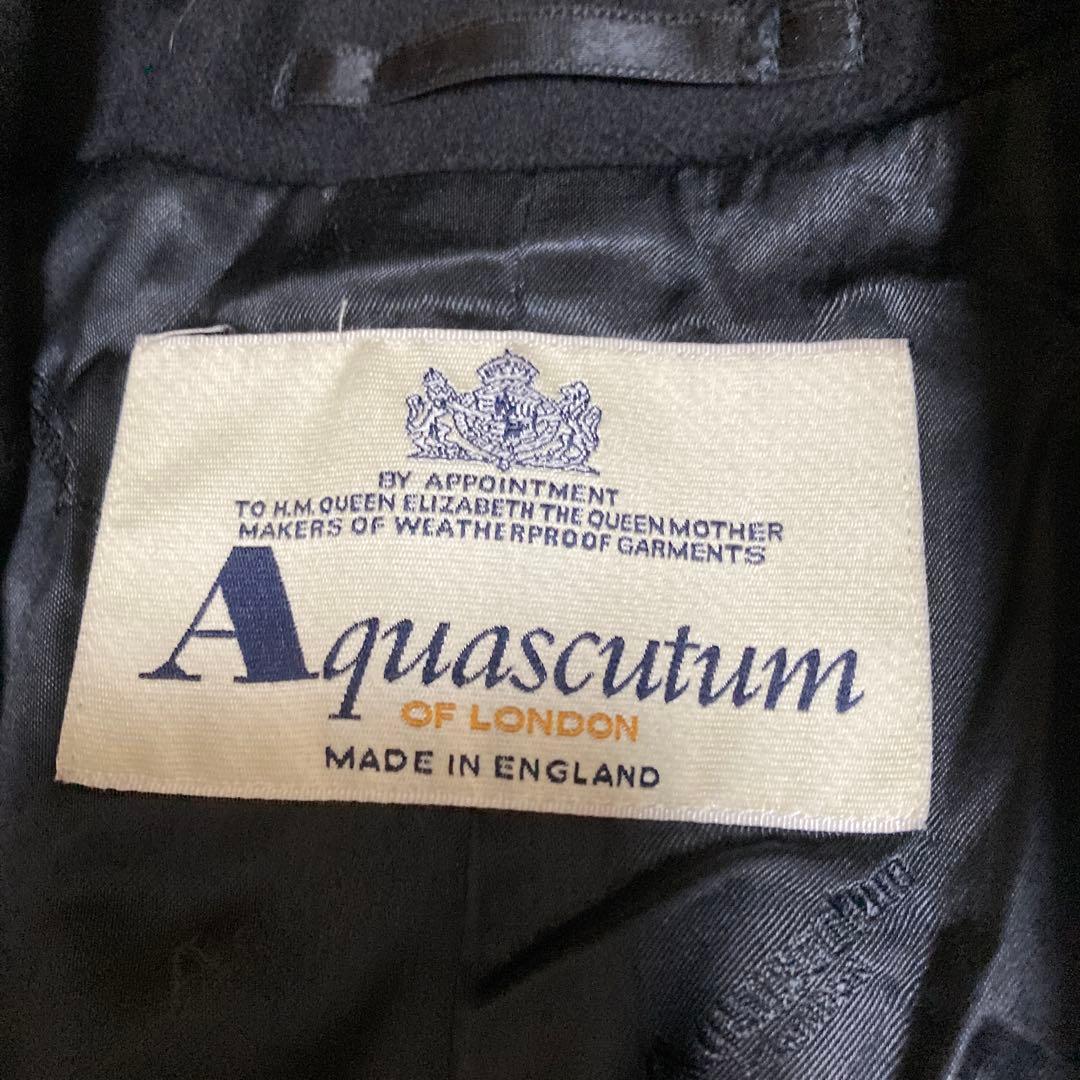 BY APPOINTMENT
TO H.M. QUEEN ELIZABETH THE QUEEN MOTHER
MAKERS OF WEATHERPROOF GARMENTS
Aquascutum
OF LONDON
MADE IN ENGLAND